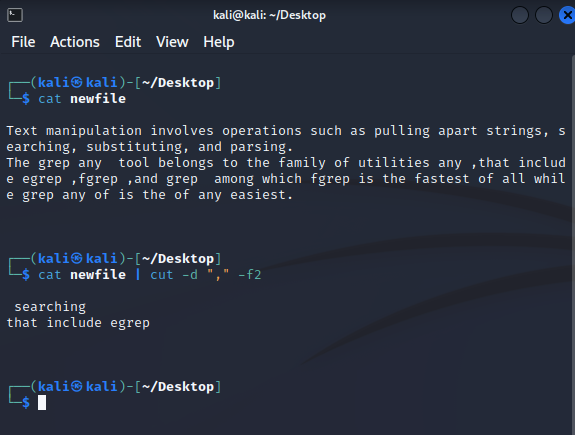 kali@kali: ~/Desktop
File Actions Edit View Help
┌──(kali㉿kali)-[~/Desktop]
└─$ cat newfile
Text manipulation involves operations such as pulling apart strings, s
earching, substituting, and parsing.
The grep any  tool belongs to the family of utilities any ,that includ
e egrep ,fgrep ,and grep  among which fgrep is the fastest of all whil
e grep any of is the of any easiest.
┌──(kali㉿kali)-[~/Desktop]
└─$ cat newfile | cut -d "," -f2
 searching
that include egrep
┌──(kali㉿kali)-[~/Desktop]
└─$